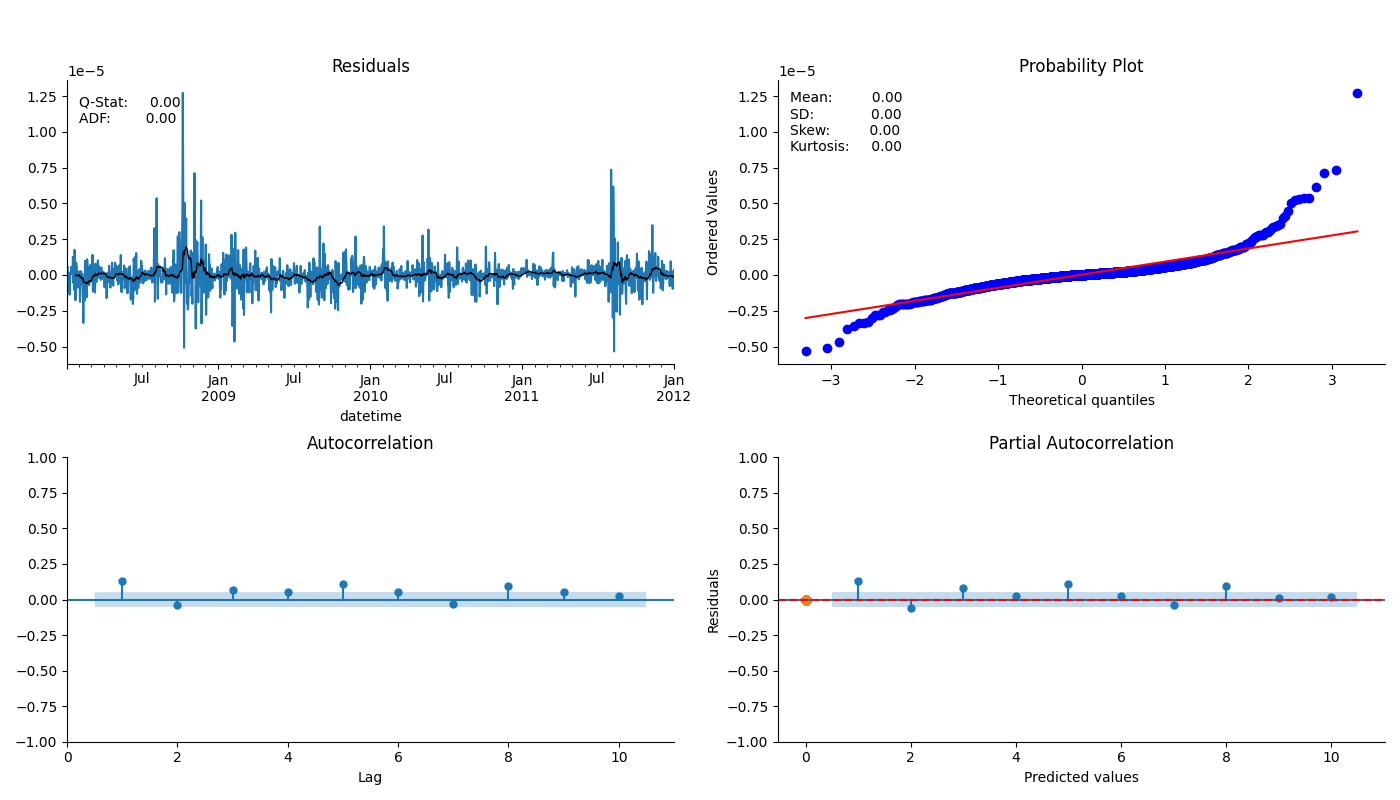 Residuals
1e−5
Q-Stat: 0.00
ADF: 0.00
1.25
1.00
0.75
0.50
0.25
0.00
−0.25
−0.50
Jul
Jan
2009
Jul
Jan
2010
Jul
Jan
2011
Jul
Jan
2012
datetime
Probability Plot
1e−5
Mean: 0.00
SD: 0.00
Skew: 0.00
Kurtosis: 0.00
Ordered Values
1.25
1.00
0.75
0.50
0.25
0.00
−0.25
−0.50
−3 −2 −1 0 1 2 3
Theoretical quantiles
Autocorrelation
1.00
0.75
0.50
0.25
0.00
−0.25
−0.50
−0.75
−1.00
0 2 4 6 8 10
Lag
Partial Autocorrelation
Residuals
1.00
0.75
0.50
0.25
0.00
−0.25
−0.50
−0.75
−1.00
0 2 4 6 8 10
Predicted values